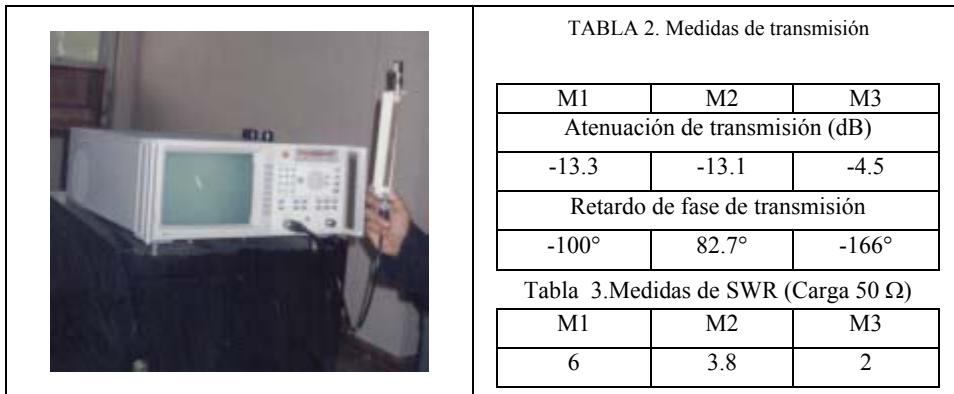 TABLA 2. Medidas de transmisión
M1 M2 M3
Atenuación de transmisión (dB)
-13.3 -13.1 -4.5
Retardo de fase de transmisión
-100° 82.7° -166°
Tabla 3.Medidas de SWR (Carga 50 Ω)
M1 M2 M3
6 3.8 2